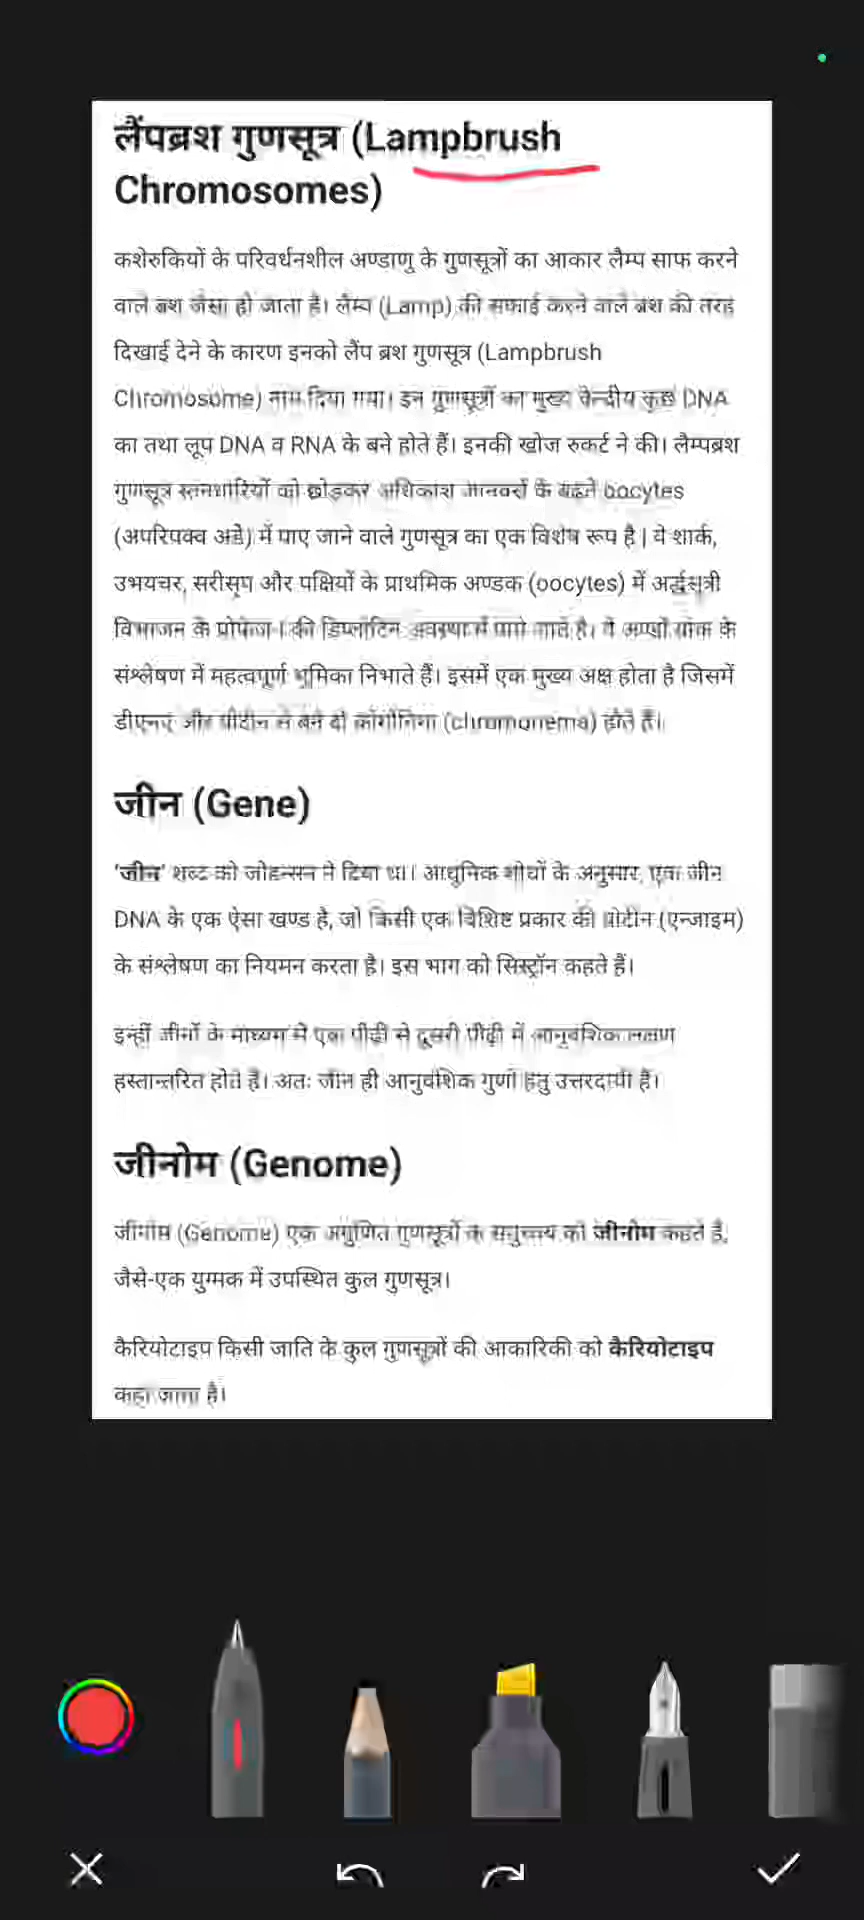 लैंपब्रश गुणसूत्र (Lampbrush
Chromosomes)
कशेरुकियों के परिवर्धनशील अण्डाणु के गुणसूत्रों का आकार लैम्प साफ करने
वाले ब्रश जैसा हो जाता है। लैम्प (Lamp) की सफाई करने वाले ब्रश की तरह
दिखाई देने के कारण इनको लैंप ब्रश गुणसूत्र (Lampbrush
Chromosome) नाम दिया गया। इन गुणसूत्रों का मुख्य केन्द्रीय कुछ DNA
का तथा लूप DNA व RNA के बने होते हैं। इनकी खोज रुकर्ट ने की। लैम्पब्रश
गुणसूत्र स्तनधारियों को छोड़कर अधिकांश जानवरों के बढ़ते oocytes
(अपरिपक्व अंडे) में पाए जाने वाले गुणसूत्र का एक विशेष रूप है | ये शार्क,
उभयचर, सरीसृप और पक्षियों के प्राथमिक अण्डक (oocytes) में अर्द्धसूत्री
विभाजन के प्रोफेज I की डिप्लोटिन अवस्था में पाये जाते है। ये अण्डों के
संश्लेषण में महत्वपूर्ण भूमिका निभाते हैं। इसमें एक मुख्य अक्ष होता है जिसमें
डीएनए और प्रोटीन से बने दो (chromonema) होते हैं।
जीन (Gene)
'जीन' शब्द को जोहन्सन ने दिया था। आधुनिक शोधों के अनुसार, एक जीन
DNA के एक ऐसा खण्ड है, जो किसी एक विशिष्ट प्रकार की प्रोटीन (एन्जाइम)
के संश्लेषण का नियमन करता है। इस भाग को सिस्ट्रॉन कहते हैं।
इन्हीं जीनों के माध्यम से एक पीढ़ी से दूसरी पीढ़ी में आनुवंशिक लक्षण
हस्तान्तरित होते है। अतः जीन ही आनुवंशिक गुणों हेतु उत्तरदायी है।
जीनोम (Genome)
जीनोम (Genome) एक अगुणित गुणसूत्रों के समुच्चय को जीनोम कहते है,
जैसे-एक युग्मक में उपस्थित कुल गुणसूत्र।
कैरियोटाइप किसी जाति के कुल गुणसूत्रों की आकारिकी को कैरियोटाइप
कहा जाता है।